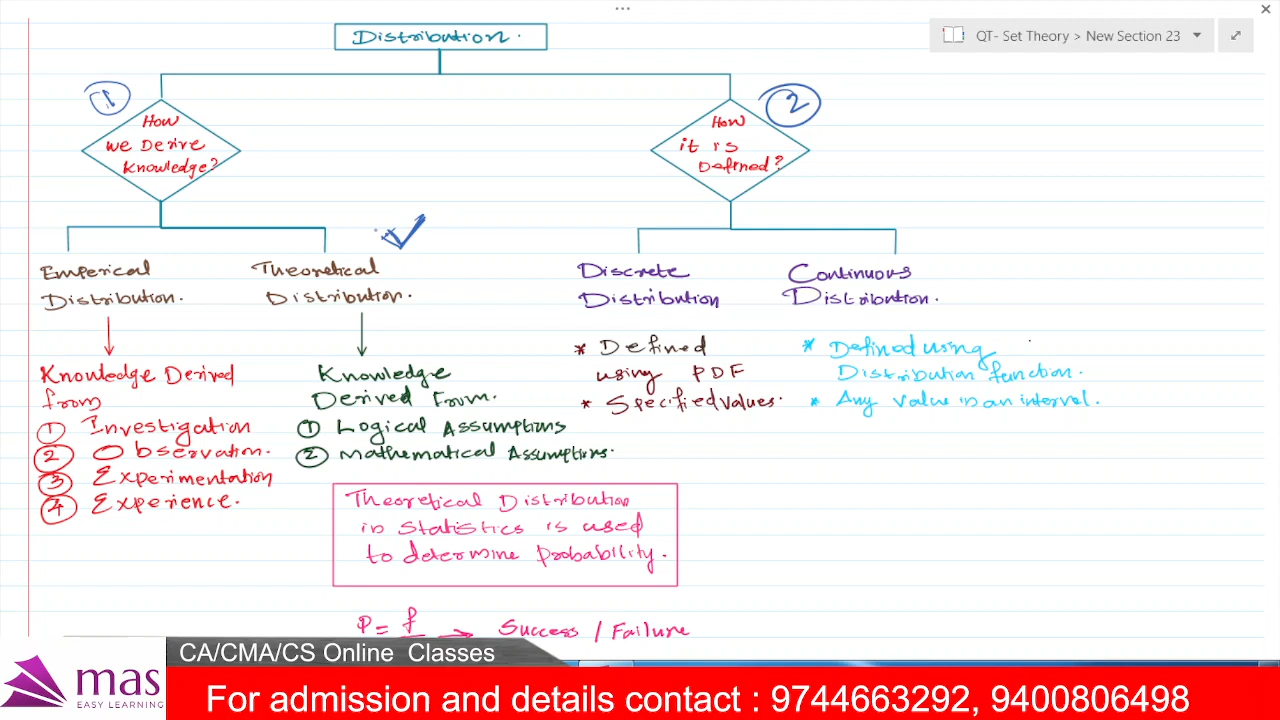 Distribution.
QT- Set Theory > New Section 23
1
How
we Derive
Knowledge?
2
How
it is
Defined?
Emperical
Distribution.
Theoretical
Distribution.
Discrete
Distribution
Continuous
Distribution.
Knowledge Derived
from
① Investigation
② Observation.
③ Experimentation
④ Experience.
Knowledge
Derived From.
① Logical Assumptions
② Mathematical Assumptions.
* Defined
using PDF
* Specified values.
* Defined using
Distribution function.
* Any value in an interval.
Theoretical Distribution
in statistics is used
to determine probability.
P = f → Success / Failure
CA/CMA/CS Online Classes
mas
EASY LEARNING
For admission and details contact : 9744663292, 9400806498